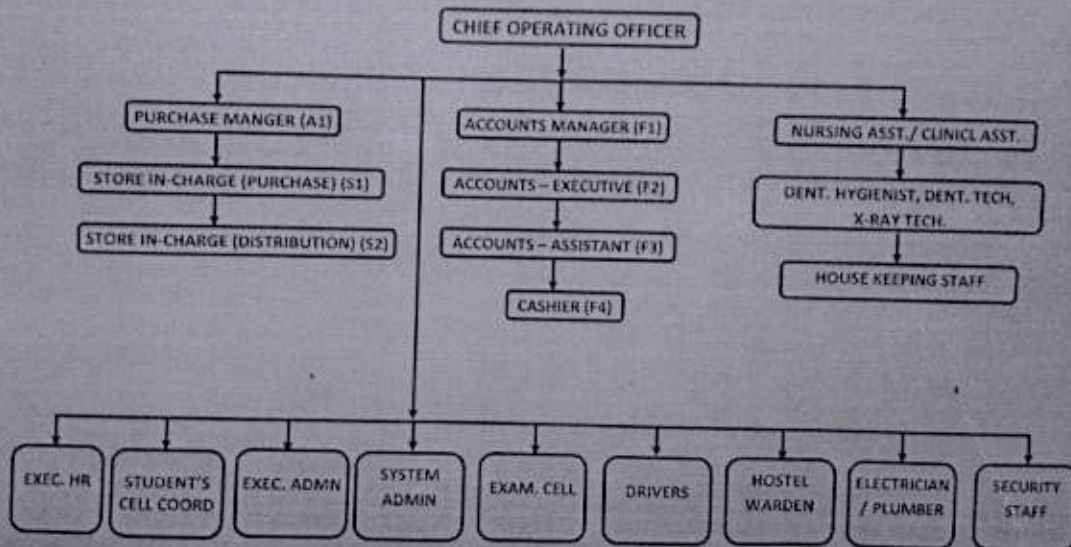 CHIEF OPERATING OFFICER
PURCHASE MANGER (A1)
STORE IN-CHARGE (PURCHASE) (S1)
STORE IN-CHARGE (DISTRIBUTION) (S2)
ACCOUNTS MANAGER (F1)
ACCOUNTS – EXECUTIVE (F2)
ACCOUNTS – ASSISTANT (F3)
CASHIER (F4)
NURSING ASST./ CLINICL ASST.
DENT. HYGIENIST, DENT. TECH,
X-RAY TECH.
HOUSE KEEPING STAFF
EXEC. HR
STUDENT'S
CELL COORD
EXEC. ADMN
SYSTEM
ADMIN
EXAM. CELL
DRIVERS
HOSTEL
WARDEN
ELECTRICIAN
/ PLUMBER
SECURITY
STAFF